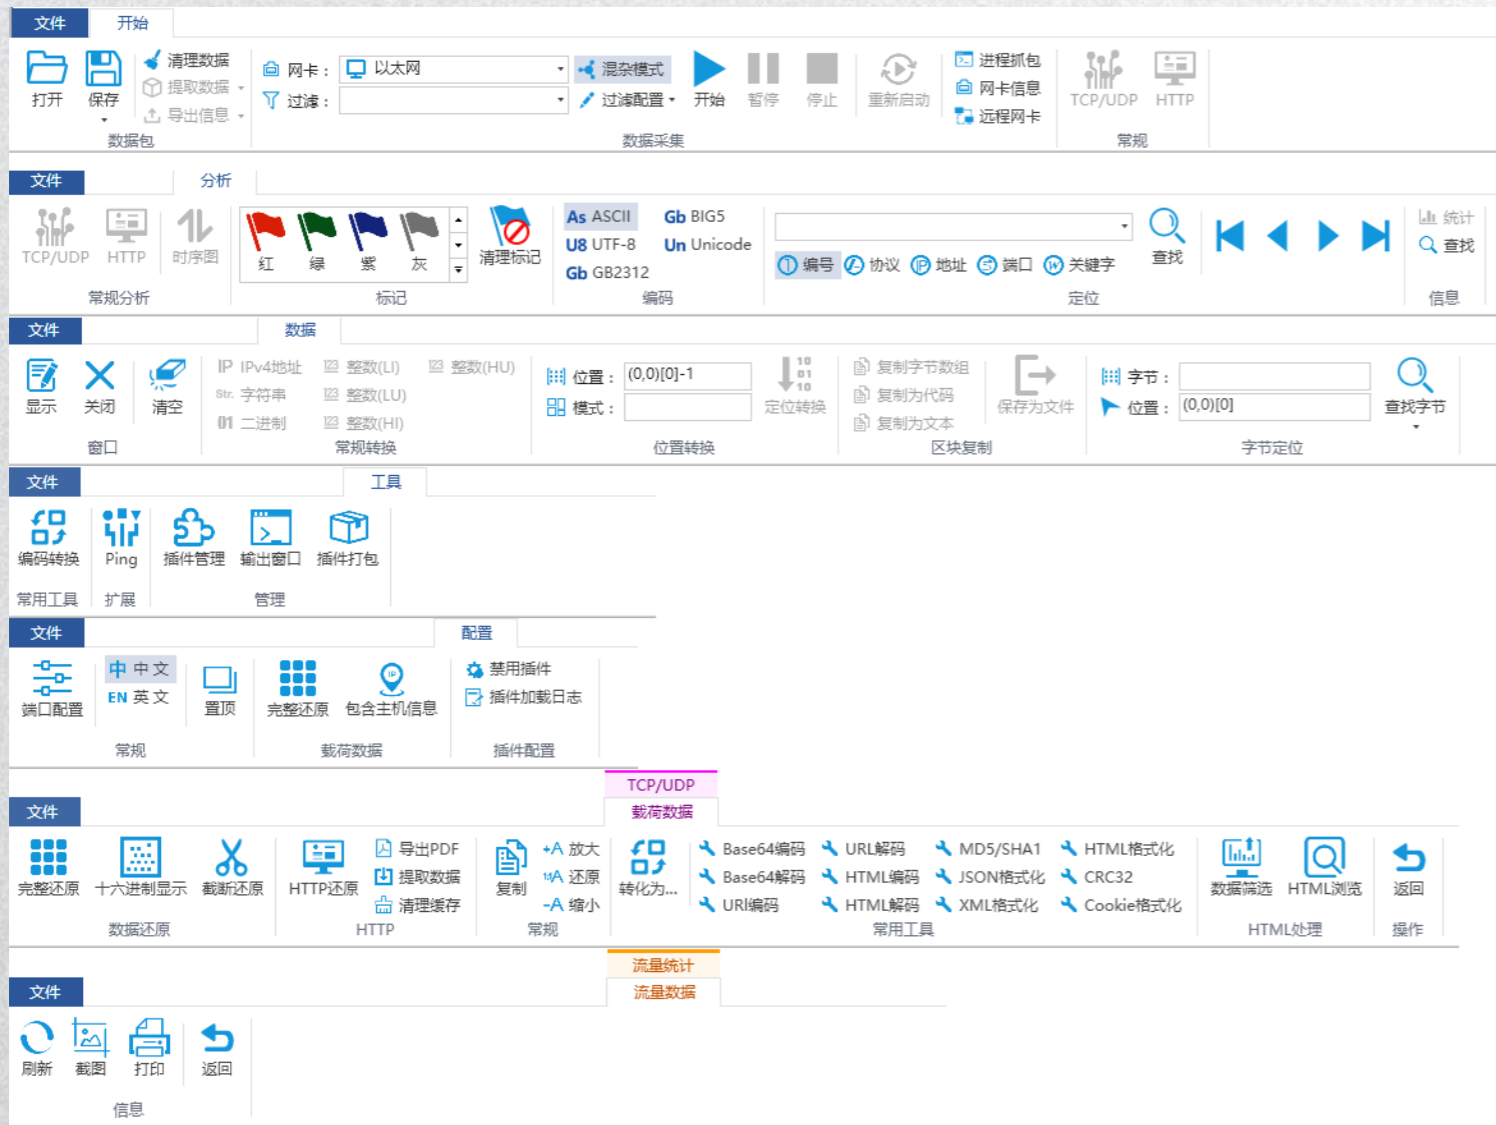 文件 开始
清理数据 进程抓包
网卡： 以太网 混杂模式
提取数据 网卡信息
打开 保存 过滤： 过滤配置 开始 暂停 停止 重新启动 TCP/UDP HTTP
导出信息 远程网卡
数据包 数据采集 常规
文件 分析
As ASCII Gb BIG5 统计
U8 UTF-8 Un Unicode 查找
TCP/UDP HTTP 时序图 红 绿 紫 灰 清理标记 编号 协议 地址 端口 关键字 查找
Gb GB2312
常规分析 标记 编码 定位 信息
文件 数据
IP IPv4地址 123 整数(LI) 123 整数(HU) 位置： (0,0)[0]-1 10 01 10 复制字节数组 字节：
Str. 字符串 123 整数(LU) 复制为代码
显示 关闭 清空 模式： 定位转换 保存为文件 位置： (0,0)[0] 查找字节
01 二进制 123 整数(HI) 复制为文本
窗口 常规转换 位置转换 区块复制 字节定位
文件 工具
编码转换 Ping 插件管理 输出窗口 插件打包
常用工具 扩展 管理
文件 配置
中 中 文 IP 禁用插件
EN 英 文 插件加载日志
端口配置 置顶 完整还原 包含主机信息
常规 载荷数据 插件配置
TCP/UDP
文件 载荷数据
导出PDF +A 放大 Base64编码 URL解码 MD5/SHA1 HTML格式化
提取数据 1:1A 还原 Base64解码 HTML编码 JSON格式化 CRC32
完整还原 十六进制显示 截断还原 HTTP还原 复制 转化为... 数据筛选 HTML浏览 返回
清理缓存 -A 缩小 URl编码 HTML解码 XML格式化 Cookie格式化
数据还原 HTTP 常规 常用工具 HTML处理 操作
流量统计
文件 流量数据
刷新 截图 打印 返回
信息